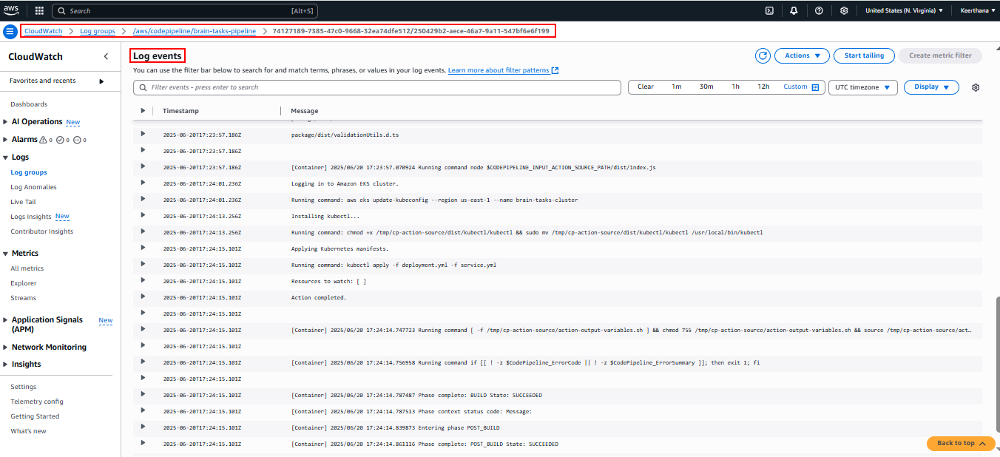 aws Search [Alt+S] United States (N. Virginia) Keerthana
CloudWatch Log groups /aws/codepipeline/brain-tasks-pipeline 74127189-7385-47c0-9668-32ea74dfe512/250429b2-aece-46a7-9a11-547bf6e6f199
CloudWatch
Favorites and recents
Dashboards
AI Operations New
Alarms 0 0 0
Logs
Log groups
Log Anomalies
Live Tail
Logs Insights New
Contributor Insights
Metrics
All metrics
Explorer
Streams
Application Signals (APM) New
Network Monitoring
Insights
Settings
Telemetry config
Getting Started
What's new
Log events
Actions Start tailing Create metric filter
You can use the filter bar below to search for and match terms, phrases, or values in your log events. Learn more about filter patterns
Filter events - press enter to search
Clear 1m 30m 1h 12h Custom UTC timezone Display
Timestamp Message
2025-06-20T17:23:57.186Z package/dist/validationUtils.d.ts
2025-06-20T17:23:57.186Z
2025-06-20T17:23:57.186Z [Container] 2025/06/20 17:23:57.070924 Running command node $CODEPIPELINE_INPUT_ACTION_SOURCE_PATH/dist/index.js
2025-06-20T17:24:01.236Z Logging in to Amazon EKS cluster.
2025-06-20T17:24:01.236Z Running command: aws eks update-kubeconfig --region us-east-1 --name brain-tasks-cluster
2025-06-20T17:24:13.256Z Installing kubectl...
2025-06-20T17:24:13.256Z Running command: chmod +x /tmp/cp-action-source/dist/kubectl/kubectl && sudo mv /tmp/cp-action-source/dist/kubectl/kubectl /usr/local/bin/kubectl
2025-06-20T17:24:15.101Z Applying Kubernetes manifests.
2025-06-20T17:24:15.101Z Running command: kubectl apply -f deployment.yml -f service.yml
2025-06-20T17:24:15.101Z Resources to watch: [ ]
2025-06-20T17:24:15.101Z Action completed.
2025-06-20T17:24:15.101Z
2025-06-20T17:24:15.101Z [Container] 2025/06/20 17:24:14.747723 Running command [ -f /tmp/cp-action-source/action-output-variables.sh ] && chmod 755 /tmp/cp-action-source/action-output-variables.sh && source /tmp/cp-action-source/act...
2025-06-20T17:24:15.101Z
2025-06-20T17:24:15.101Z [Container] 2025/06/20 17:24:14.756958 Running command if [[ ! -z $CodePipeline_ErrorCode || ! -z $CodePipeline_ErrorSummary ]]; then exit 1; fi
2025-06-20T17:24:15.101Z
2025-06-20T17:24:15.101Z [Container] 2025/06/20 17:24:14.787487 Phase complete: BUILD State: SUCCEEDED
2025-06-20T17:24:15.101Z [Container] 2025/06/20 17:24:14.787513 Phase context status code: Message:
2025-06-20T17:24:15.101Z [Container] 2025/06/20 17:24:14.839873 Entering phase POST_BUILD
2025-06-20T17:24:15.101Z [Container] 2025/06/20 17:24:14.861116 Phase complete: POST_BUILD State: SUCCEEDED
Back to top